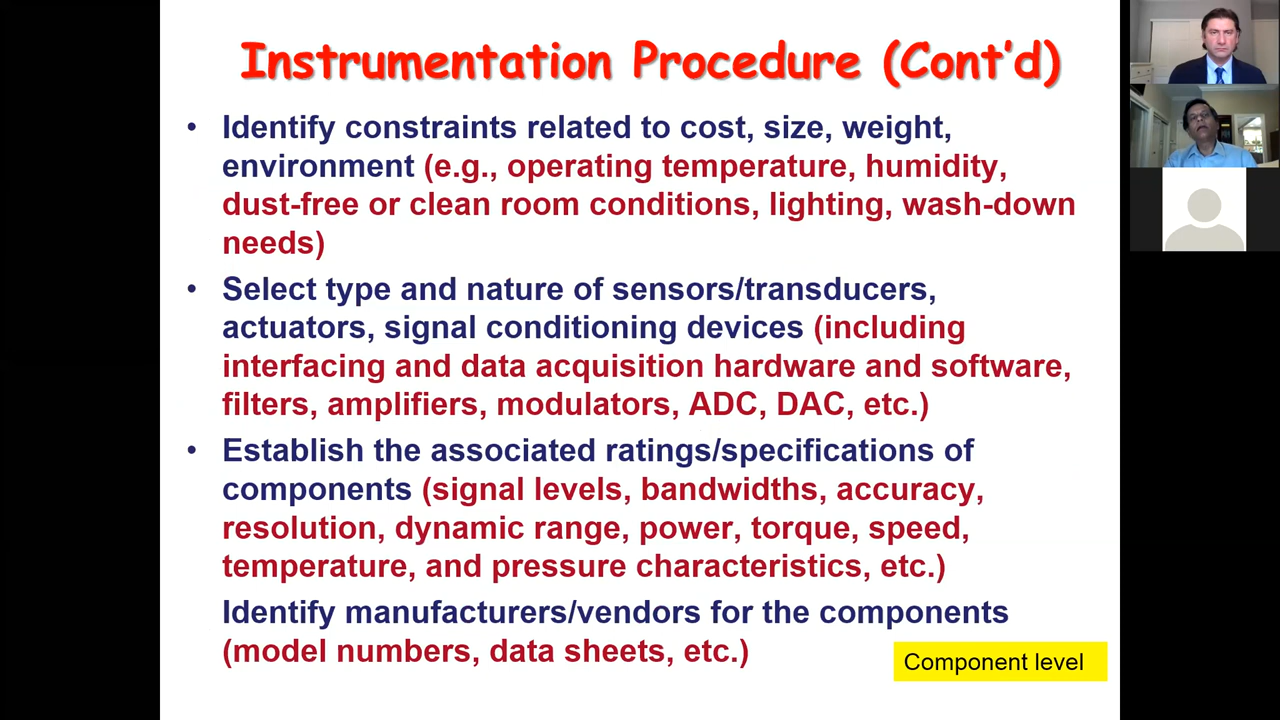 Instrumentation Procedure (Cont'd)
• Identify constraints related to cost, size, weight,
environment (e.g., operating temperature, humidity,
dust-free or clean room conditions, lighting, wash-down
needs)
• Select type and nature of sensors/transducers,
actuators, signal conditioning devices (including
interfacing and data acquisition hardware and software,
filters, amplifiers, modulators, ADC, DAC, etc.)
• Establish the associated ratings/specifications of
components (signal levels, bandwidths, accuracy,
resolution, dynamic range, power, torque, speed,
temperature, and pressure characteristics, etc.)
Identify manufacturers/vendors for the components
(model numbers, data sheets, etc.)
Component level